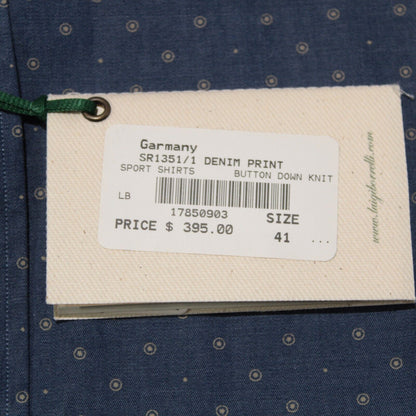 Garmany
SR1351/1 DENIM PRINT
SPORT SHIRTS BUTTON DOWN KNIT
LB
17850903 SIZE
PRICE $ 395.00 41 ...
www.luigiborrelli.com